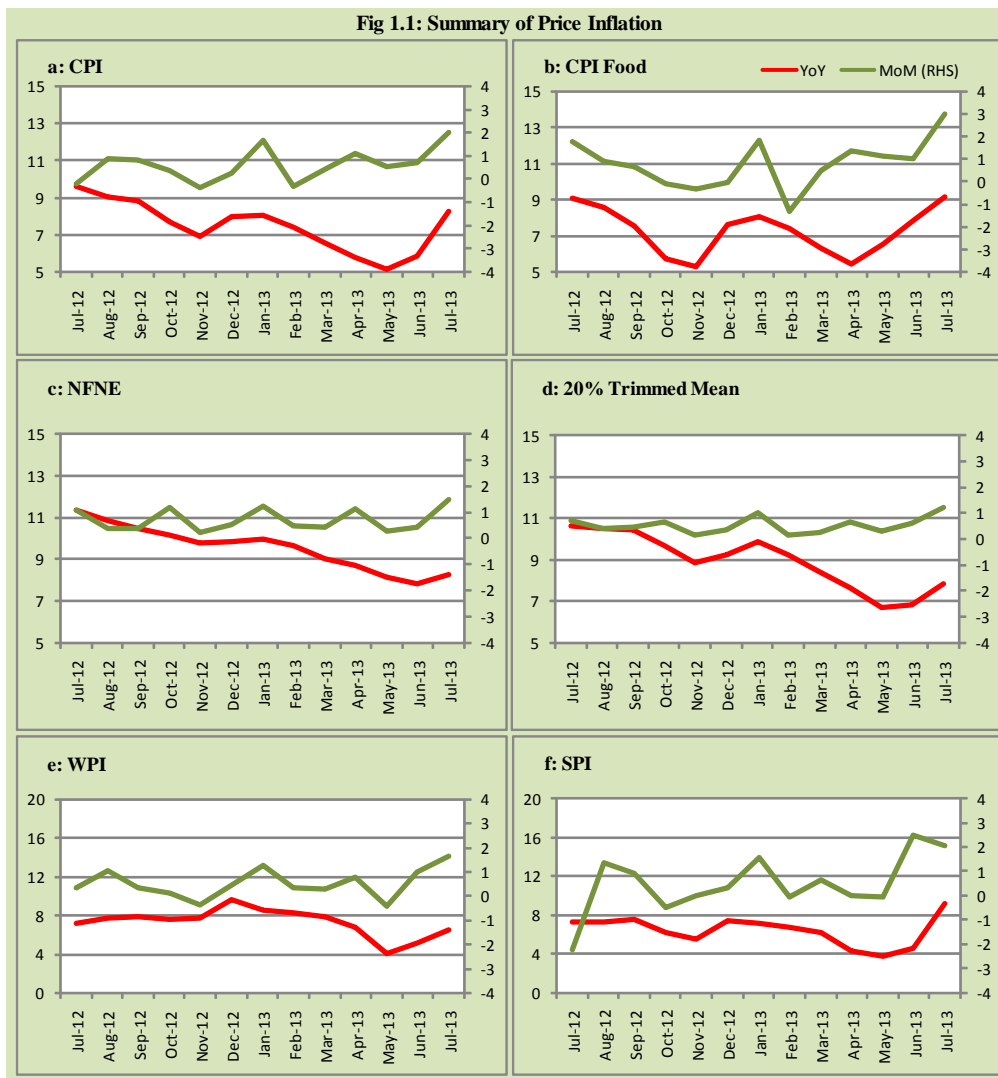 Fig 1.1: Summary of Price Inflation
a: CPI
15
13
11
9
7
5
4
3
2
1
0
-1
-2
-3
-4
Jul-12
Aug-12
Sep-12
Oct-12
Nov-12
Dec-12
Jan-13
Feb-13
Mar-13
Apr-13
May-13
Jun-13
Jul-13
b: CPI Food
YoY
MoM (RHS)
15
13
11
9
7
5
4
3
2
1
0
-1
-2
-3
-4
Jul-12
Aug-12
Sep-12
Oct-12
Nov-12
Dec-12
Jan-13
Feb-13
Mar-13
Apr-13
May-13
Jun-13
Jul-13
c: NFNE
15
13
11
9
7
5
4
3
2
1
0
-1
-2
-3
-4
Jul-12
Aug-12
Sep-12
Oct-12
Nov-12
Dec-12
Jan-13
Feb-13
Mar-13
Apr-13
May-13
Jun-13
Jul-13
d: 20% Trimmed Mean
15
13
11
9
7
5
4
3
2
1
0
-1
-2
-3
-4
Jul-12
Aug-12
Sep-12
Oct-12
Nov-12
Dec-12
Jan-13
Feb-13
Mar-13
Apr-13
May-13
Jun-13
Jul-13
e: WPI
20
16
12
8
4
0
4
3
2
1
0
-1
-2
-3
-4
Jul-12
Aug-12
Sep-12
Oct-12
Nov-12
Dec-12
Jan-13
Feb-13
Mar-13
Apr-13
May-13
Jun-13
Jul-13
f: SPI
20
16
12
8
4
0
4
3
2
1
0
-1
-2
-3
-4
Jul-12
Aug-12
Sep-12
Oct-12
Nov-12
Dec-12
Jan-13
Feb-13
Mar-13
Apr-13
May-13
Jun-13
Jul-13